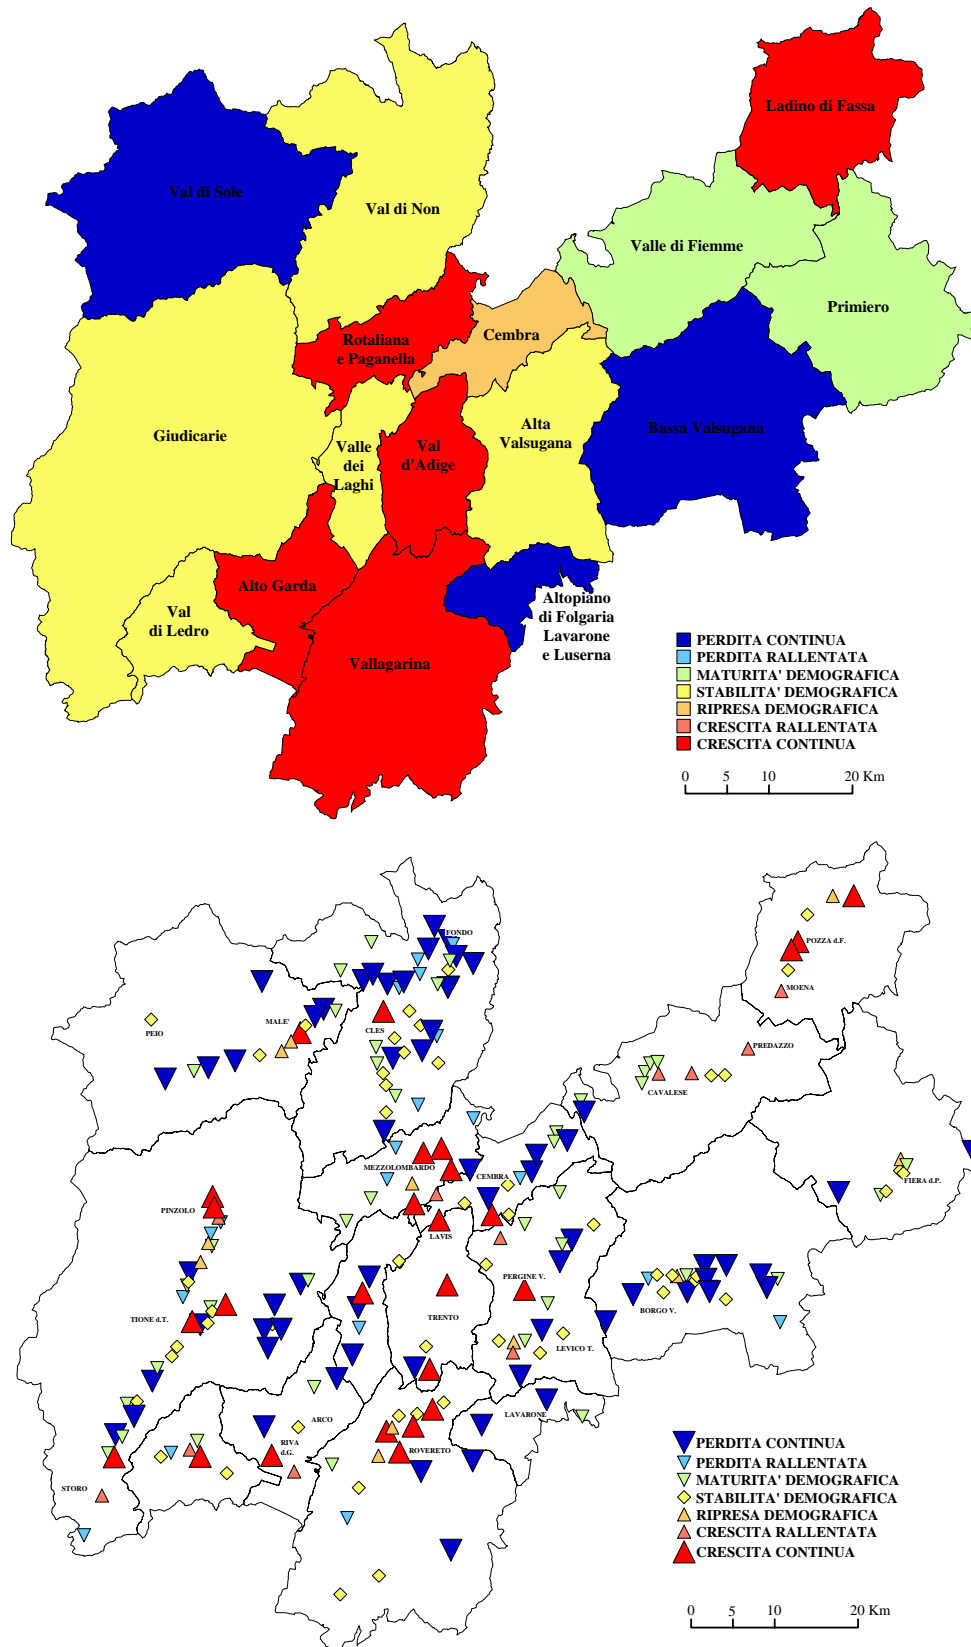 Ladino di Fassa
Val di Sole
Val di Non
Valle di Fiemme
Primiero
Rotaliana
e Paganella
Cembra
Giudicarie
Valle
dei
Laghi
Val
d'Adige
Alta
Valsugana
Bassa Valsugana
Alto Garda
Val
di Ledro
Vallagarina
Altopiano
di Folgaria
Lavarone
e Luserna
PERDITA CONTINUA
PERDITA RALLENTATA
MATURITA' DEMOGRAFICA
STABILITA' DEMOGRAFICA
RIPRESA DEMOGRAFICA
CRESCITA RALLENTATA
CRESCITA CONTINUA
0 5 10 20 Km
FONDO
POZZA d.F.
MOENA
PEIO
MALE'
CLES
PREDAZZO
CAVALESE
MEZZOLOMBARDO
CEMBRA
FIERA d.P.
PINZOLO
LAVIS
PERGINE V.
TIONE d.T.
TRENTO
BORGO V.
LEVICO T.
ARCO
LAVARONE
RIVA
d.G.
ROVERETO
STORO
PERDITA CONTINUA
PERDITA RALLENTATA
MATURITA' DEMOGRAFICA
STABILITA' DEMOGRAFICA
RIPRESA DEMOGRAFICA
CRESCITA RALLENTATA
CRESCITA CONTINUA
0 5 10 20 Km